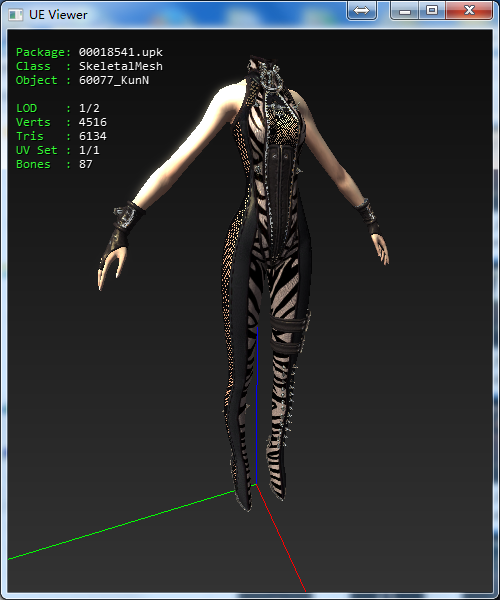 UE Viewer
Package: 00018541.upk
Class : SkeletalMesh
Object : 60077_KunN
LOD : 1/2
Verts : 4516
Tris : 6134
UV Set : 1/1
Bones : 87